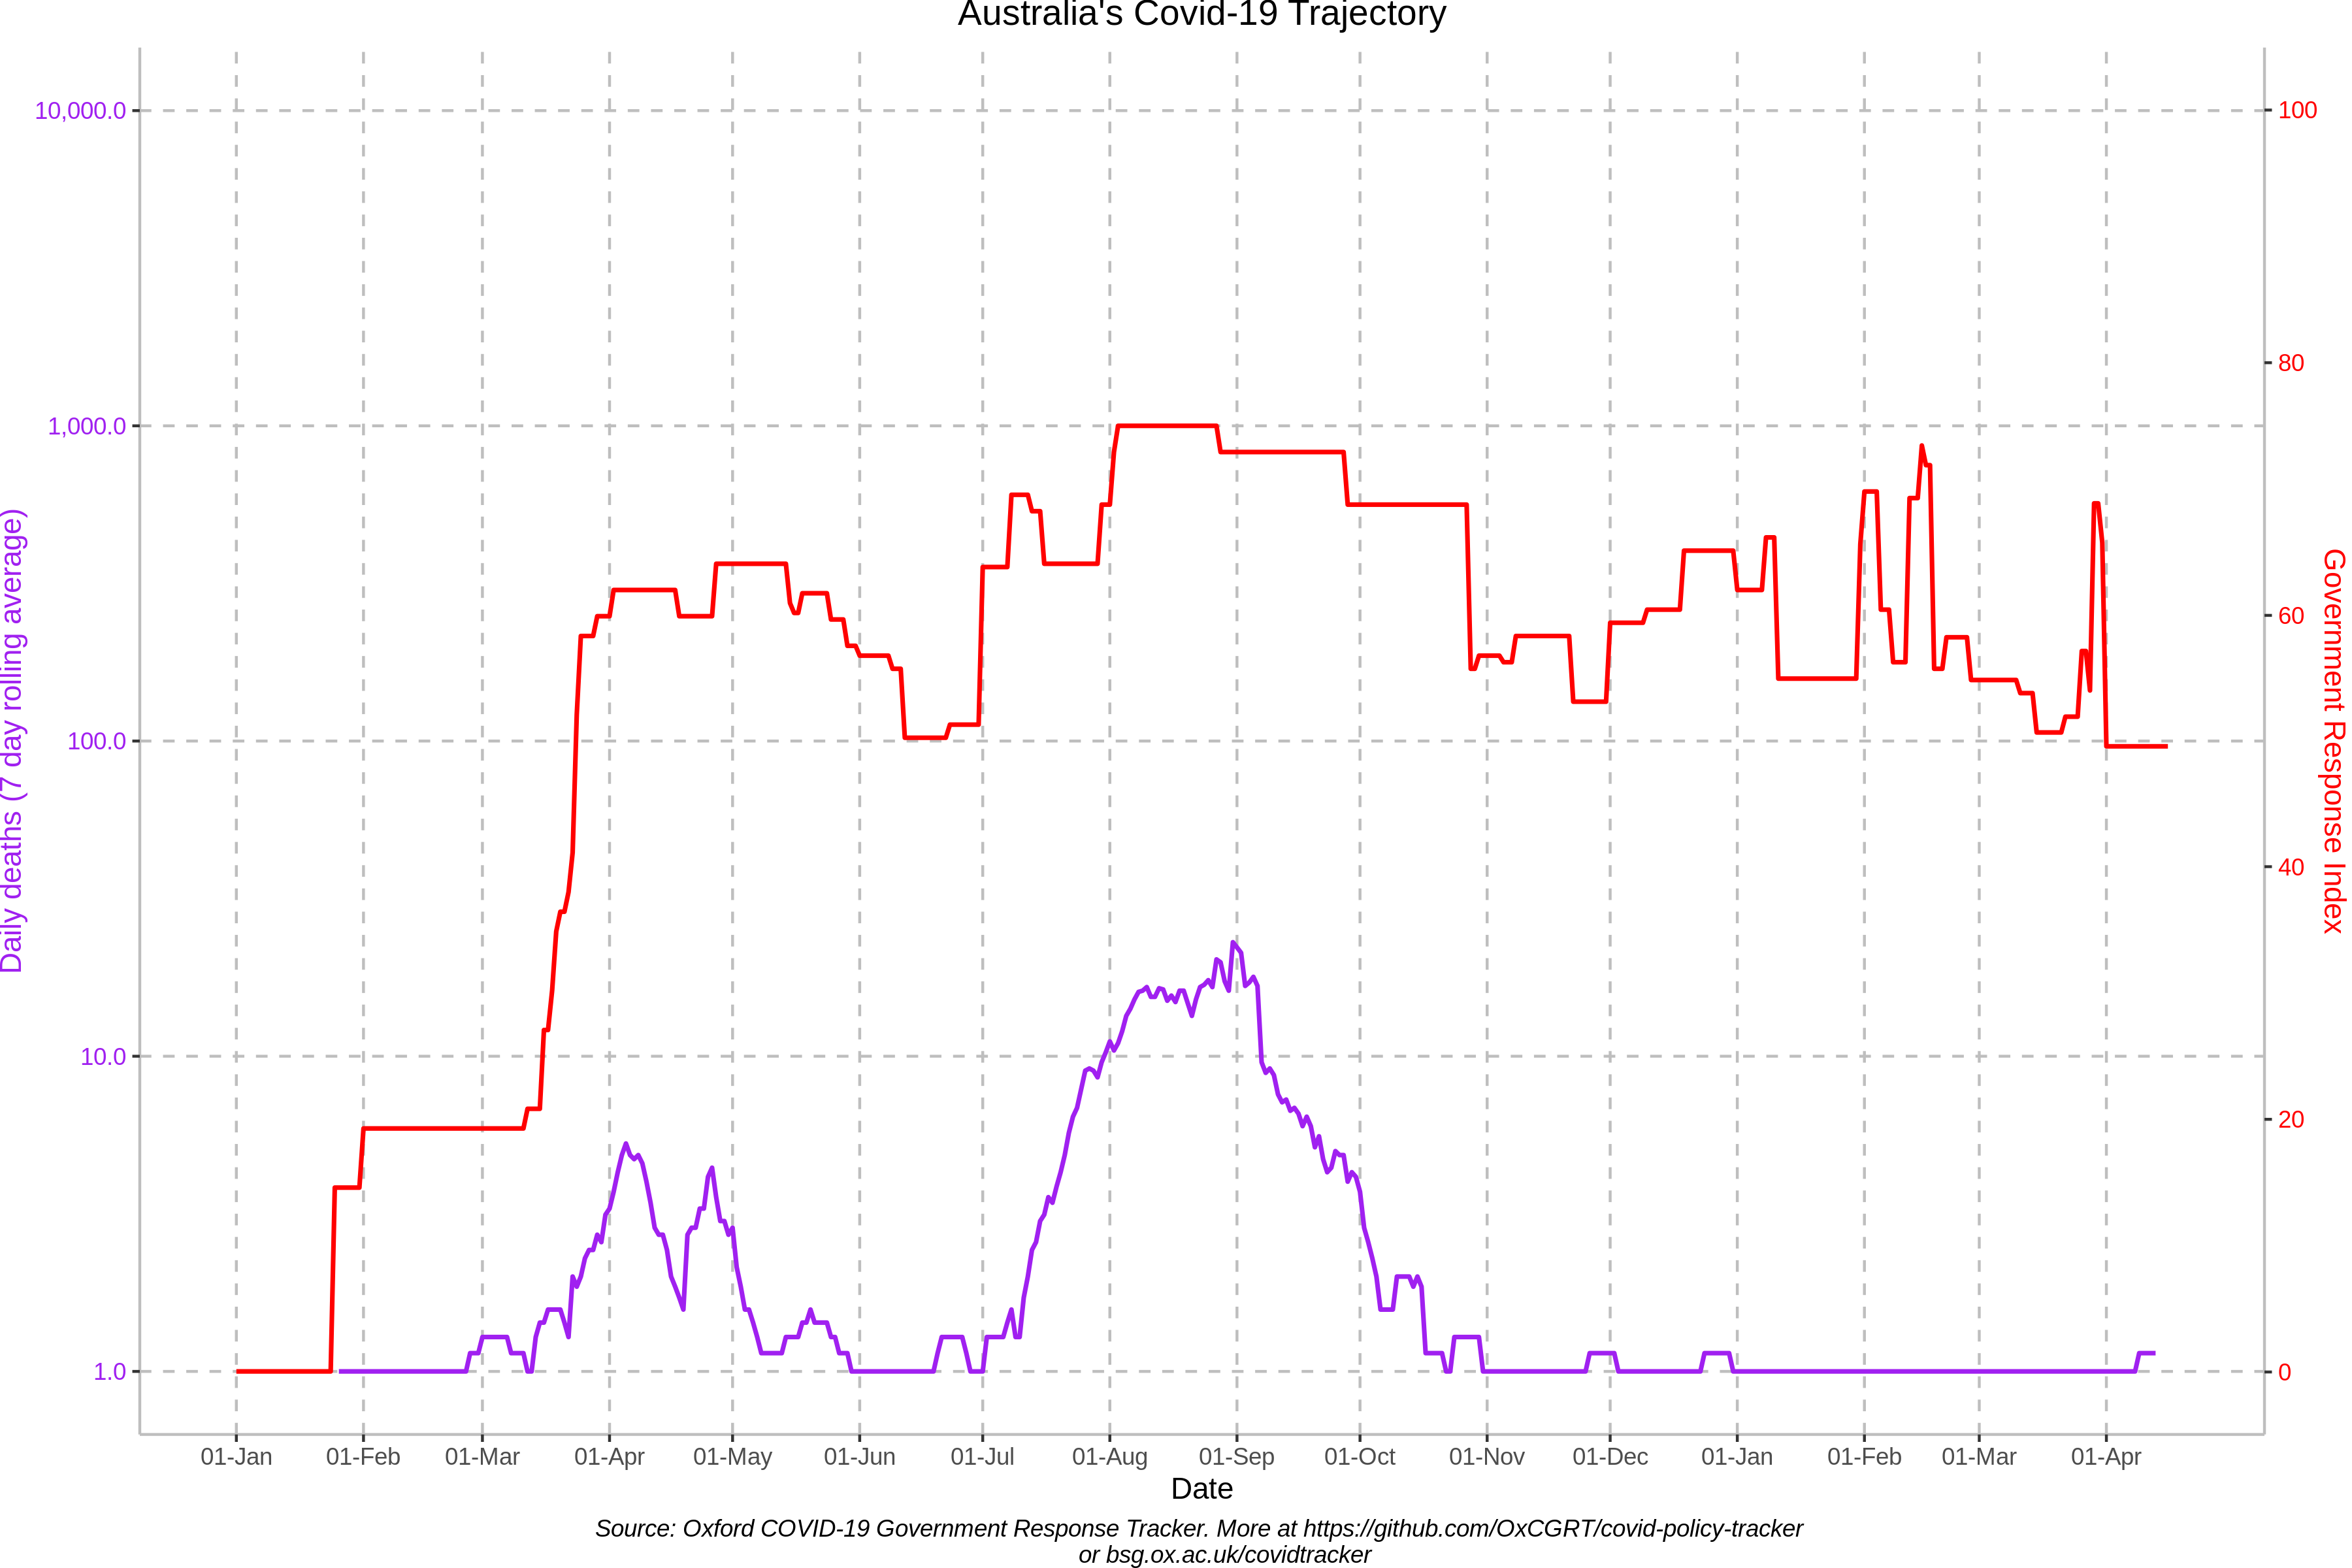 Australia's Covid-19 Trajectory
10,000.0
1,000.0
100.0
10.0
1.0
Daily deaths (7 day rolling average)
100
80
60
40
20
0
Government Response Index
01-Jan 01-Feb 01-Mar 01-Apr 01-May 01-Jun 01-Jul 01-Aug 01-Sep 01-Oct 01-Nov 01-Dec 01-Jan 01-Feb 01-Mar 01-Apr
Date
Source: Oxford COVID-19 Government Response Tracker. More at https://github.com/OxCGRT/covid-policy-tracker
or bsg.ox.ac.uk/covidtracker